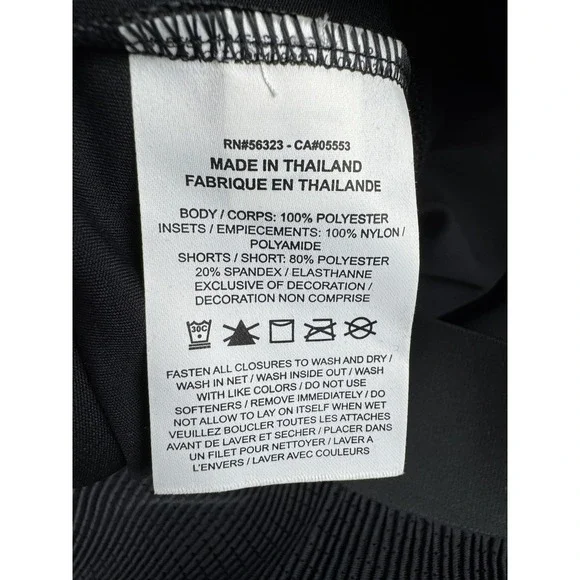 RN#56323 - CA#05553
MADE IN THAILAND
FABRIQUE EN THAILANDE
BODY / CORPS: 100% POLYESTER
INSETS / EMPIECEMENTS: 100% NYLON /
POLYAMIDE
SHORTS / SHORT: 80% POLYESTER
20% SPANDEX / ELASTHANNE
EXCLUSIVE OF DECORATION /
DECORATION NON COMPRISE
30C
FASTEN ALL CLOSURES TO WASH AND DRY /
WASH IN NET / WASH INSIDE OUT / WASH
WITH LIKE COLORS / DO NOT USE
SOFTENERS / REMOVE IMMEDIATELY / DO
NOT ALLOW TO LAY ON ITSELF WHEN WET
VEUILLEZ BOUCLER TOUTES LES ATTACHES
AVANT DE LAVER ET SECHER / PLACER DANS
UN FILET POUR NETTOYER / LAVER A
L'ENVERS / LAVER AVEC COULEURS